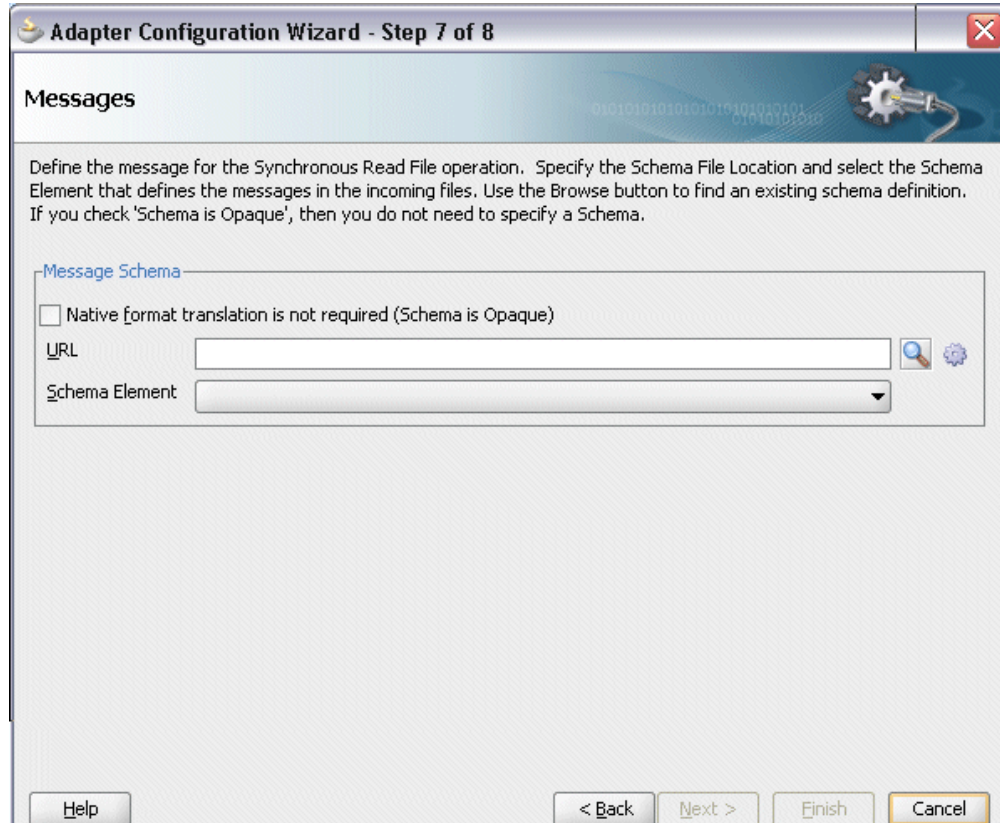 Adapter Configuration Wizard - Step 7 of 8
Messages
0101010101010101010101010101
01010101010
Define the message for the Synchronous Read File operation.  Specify the Schema File Location and select the Schema
Element that defines the messages in the incoming files. Use the Browse button to find an existing schema definition.
If you check 'Schema is Opaque', then you do not need to specify a Schema.
Message Schema
Native format translation is not required (Schema is Opaque)
URL
Schema Element
Help
< Back
Next >
Finish
Cancel